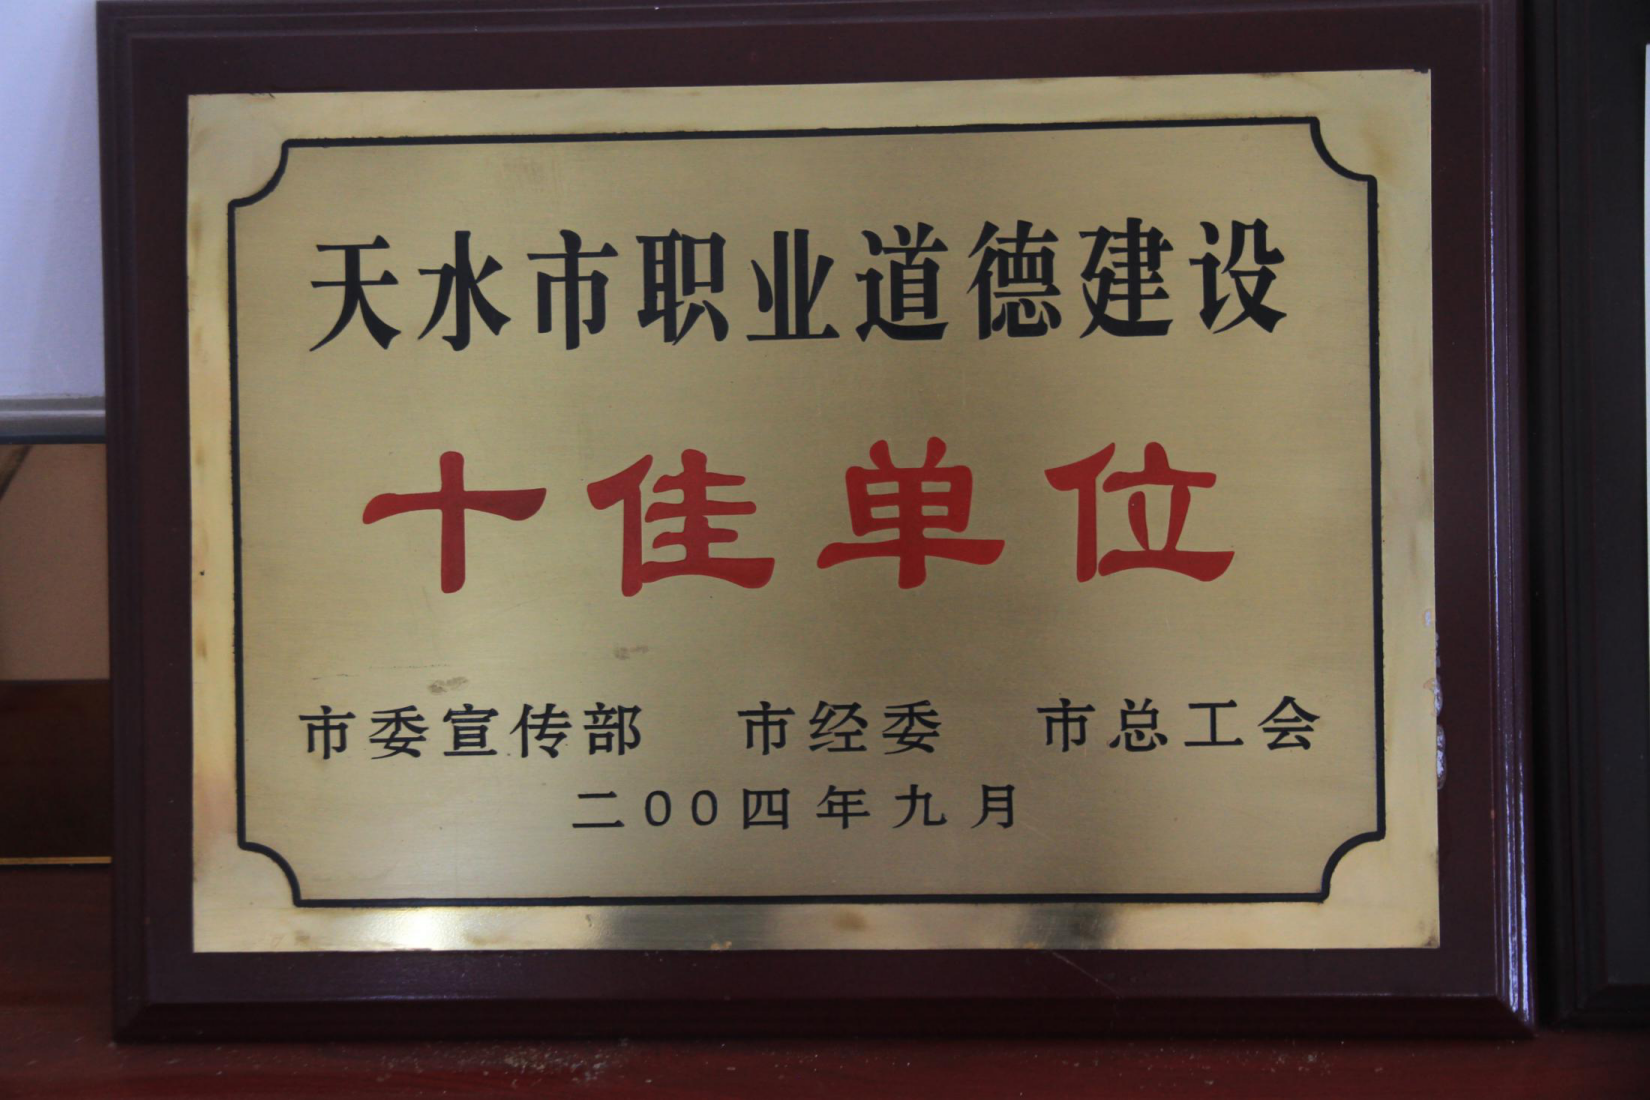 天水市职业道德建设
十佳单位
市委宣传部 市经委 市总工会
二00四年九月